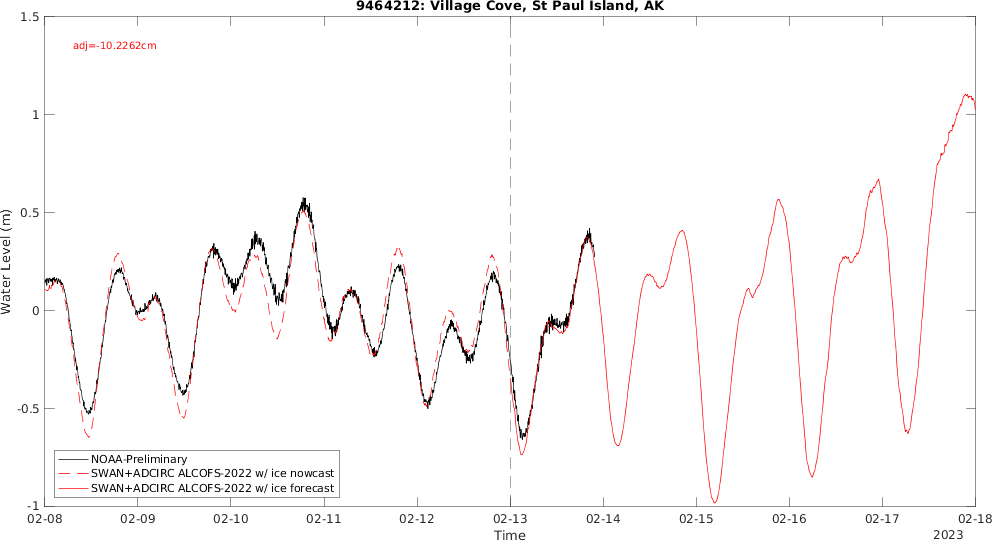 9464212: Village Cove, St Paul Island, AK
adj=-10.2262cm
Water Level (m)
1.5
1
0.5
0
-0.5
-1
NOAA-Preliminary
SWAN+ADCIRC ALCOFS-2022 w/ ice nowcast
SWAN+ADCIRC ALCOFS-2022 w/ ice forecast
02-08 02-09 02-10 02-11 02-12 02-13 02-14 02-15 02-16 02-17 02-18
Time
2023